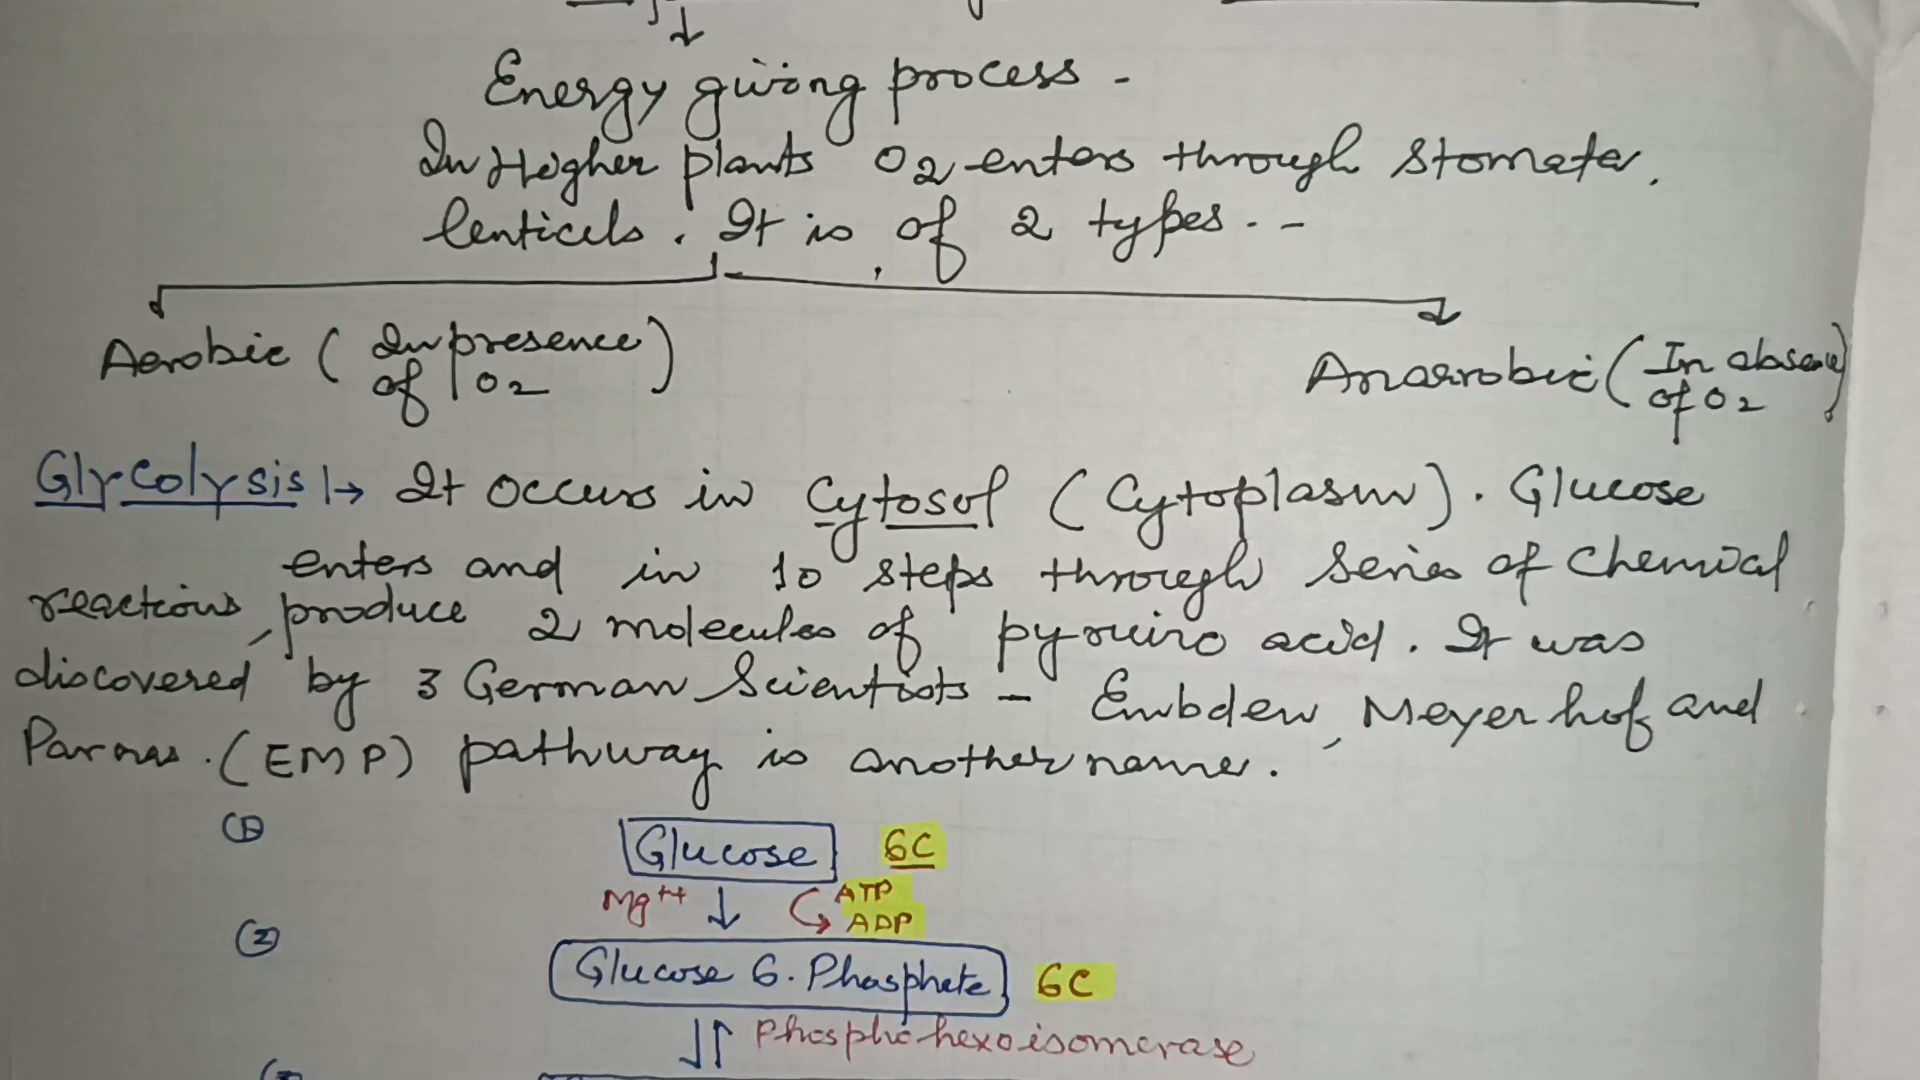 Energy giving process -
In Higher plants O2 enters through Stomata,
lenticels. It is of 2 types. -
Aerobic ( In presence of O2 )
Anaerobic ( In absence of O2 )
Glycolysis → It occurs in Cytosol (Cytoplasm). Glucose
enters and in 10 steps through series of Chemical
reactions, produce 2 molecules of pyruvic acid. It was
discovered by 3 German Scientists - Embden, Meyerhof and
Parnas. (EMP) pathway is another name.
(1) Glucose 6C
Mg++ ↓ ATP
ADP
(2) Glucose 6. Phosphate 6C
↓↑ Phosphohexoisomerase